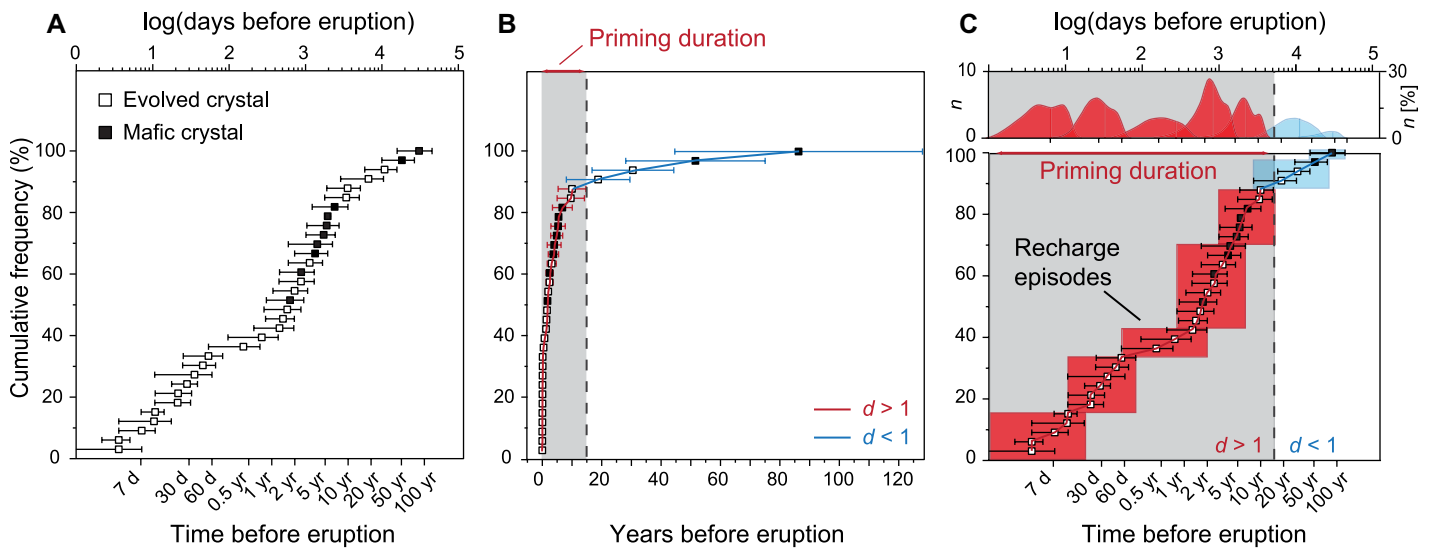 A
log(days before eruption)
0 1 2 3 4 5
Evolved crystal
Mafic crystal
Cumulative frequency (%)
100
80
60
40
20
0
7 d 30 d 60 d 0.5 yr 1 yr 2 yr 5 yr 10 yr 20 yr 50 yr 100 yr
Time before eruption
B
Priming duration
100
80
60
40
20
0
d > 1
d < 1
0 20 40 60 80 100 120
Years before eruption
C
log(days before eruption)
1 2 3 4 5
10
n
0
30
n [%]
0
100
80
60
40
20
0
Priming duration
Recharge
episodes
d > 1 d < 1
7 d 30 d 60 d 0.5 yr 1 yr 2 yr 5 yr 10 yr 20 yr 50 yr 100 yr
Time before eruption